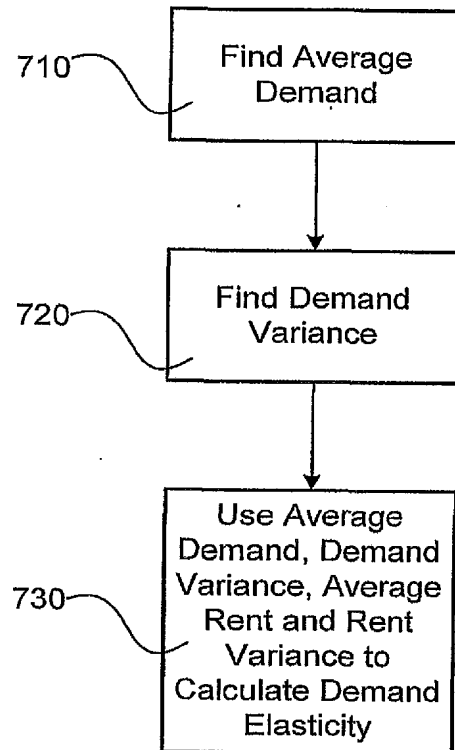 710
Find Average
Demand
720
Find Demand
Variance
730
Use Average
Demand, Demand
Variance, Average
Rent and Rent
Variance to
Calculate Demand
Elasticity